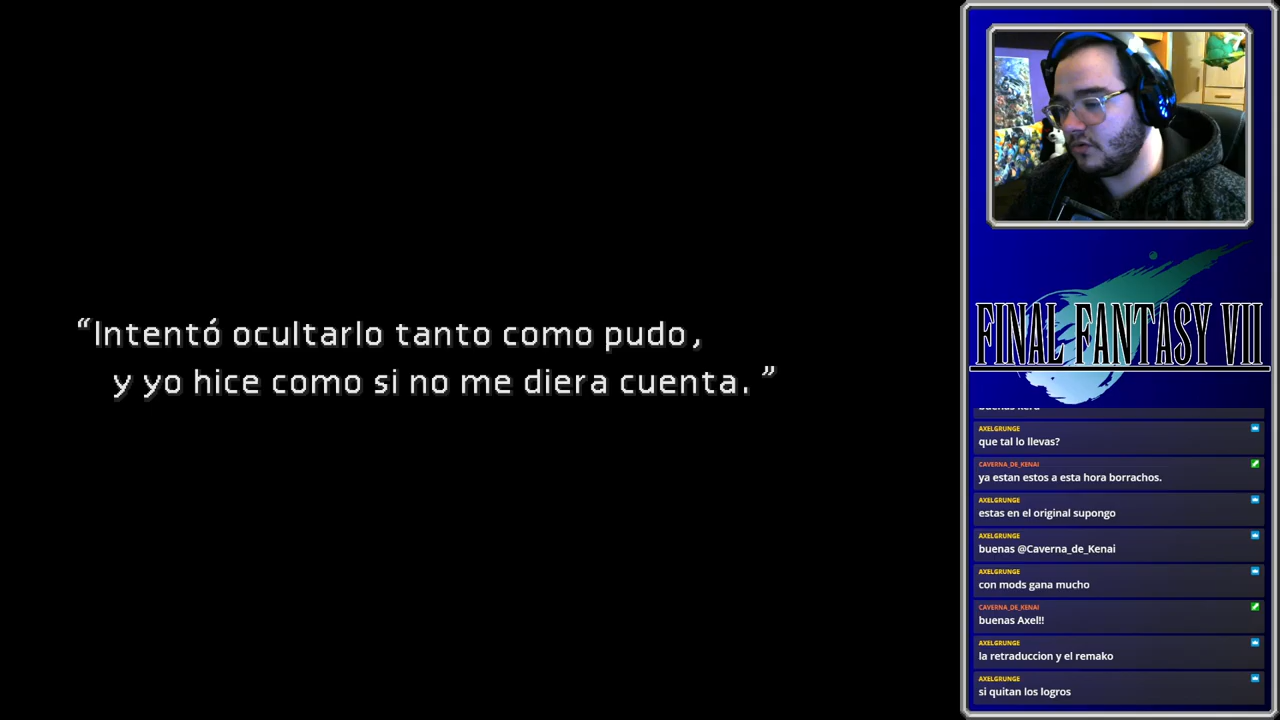 “Intentó ocultarlo tanto como pudo,
y yo hice como si no me diera cuenta.”
FINAL FANTASY VII
AXELGRUNGE
que tal lo llevas?
CAVERNA_DE_KENAI
ya estan estos a esta hora borrachos.
AXELGRUNGE
estas en el original supongo
AXELGRUNGE
buenas @Caverna_de_Kenai
AXELGRUNGE
con mods gana mucho
CAVERNA_DE_KENAI
buenas Axel!!
AXELGRUNGE
la retraduccion y el remako
AXELGRUNGE
si quitan los logros